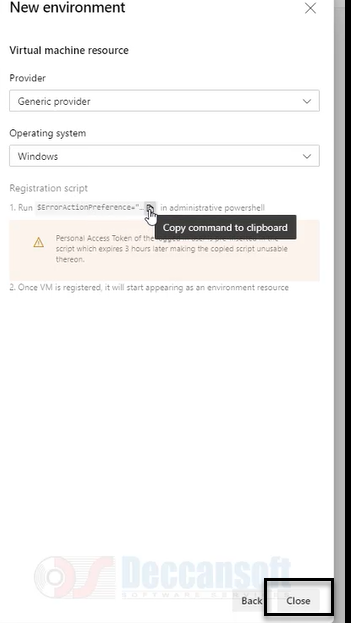 New environment
Virtual machine resource
Provider
Generic provider
Operating system
Windows
Registration script
1. Run $ErrorActionPreference="... in administrative powershell
Copy command to clipboard
Personal Access Token of the
script which expires 3 hours later making the copied script unusable
thereon.
2. Once VM is registered, it will start appearing as an environment resource
Deccansoft
SOFTWARE
Back
Close